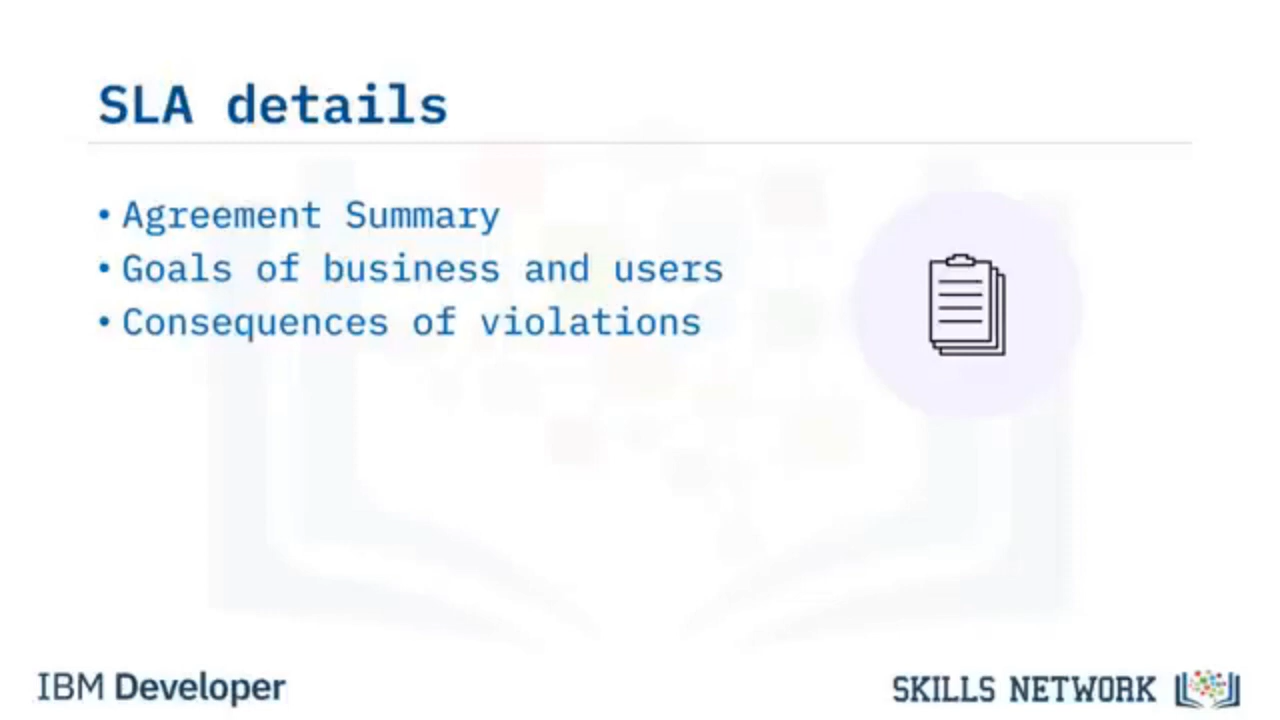 SLA details
• Agreement Summary
• Goals of business and users
• Consequences of violations
IBM Developer
SKILLS NETWORK